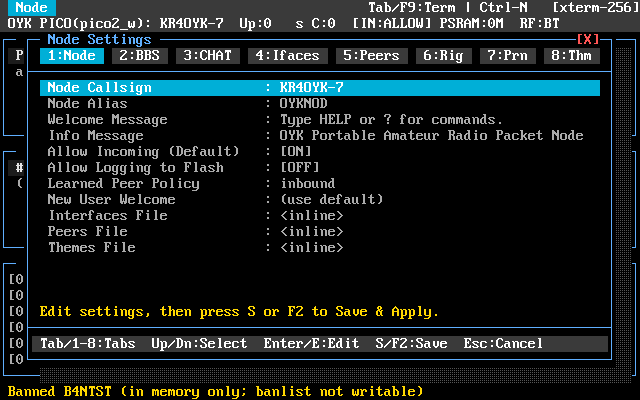 Node Tab/F9:Term | Ctrl-N [xterm-256]
OYK PICO(pico2_w): KR4OYK-7 Up:0 s C:0 [IN:ALLOW] PSRAM:0M RF:BT
Node Settings [X]
P
1:Node 2:BBS 3:CHAT 4:Ifaces 5:Peers 6:Rig 7:Prn 8:Thm
a
Node Callsign : KR4OYK-7
Node Alias : OYKNOD
Welcome Message : Type HELP or ? for commands.
Info Message : OYK Portable Amateur Radio Packet Node
Allow Incoming (Default) : [ON]
# Allow Logging to Flash : [OFF]
( Learned Peer Policy : inbound
New User Welcome : (use default)
Interfaces File : <inline>
Peers File : <inline>
Themes File : <inline>
[0
[0
[0 Edit settings, then press S or F2 to Save & Apply.
[0
[0 Tab/1-8:Tabs Up/Dn:Select Enter/E:Edit S/F2:Save Esc:Cancel
[0
Banned B4NTST (in memory only; banlist not writable)